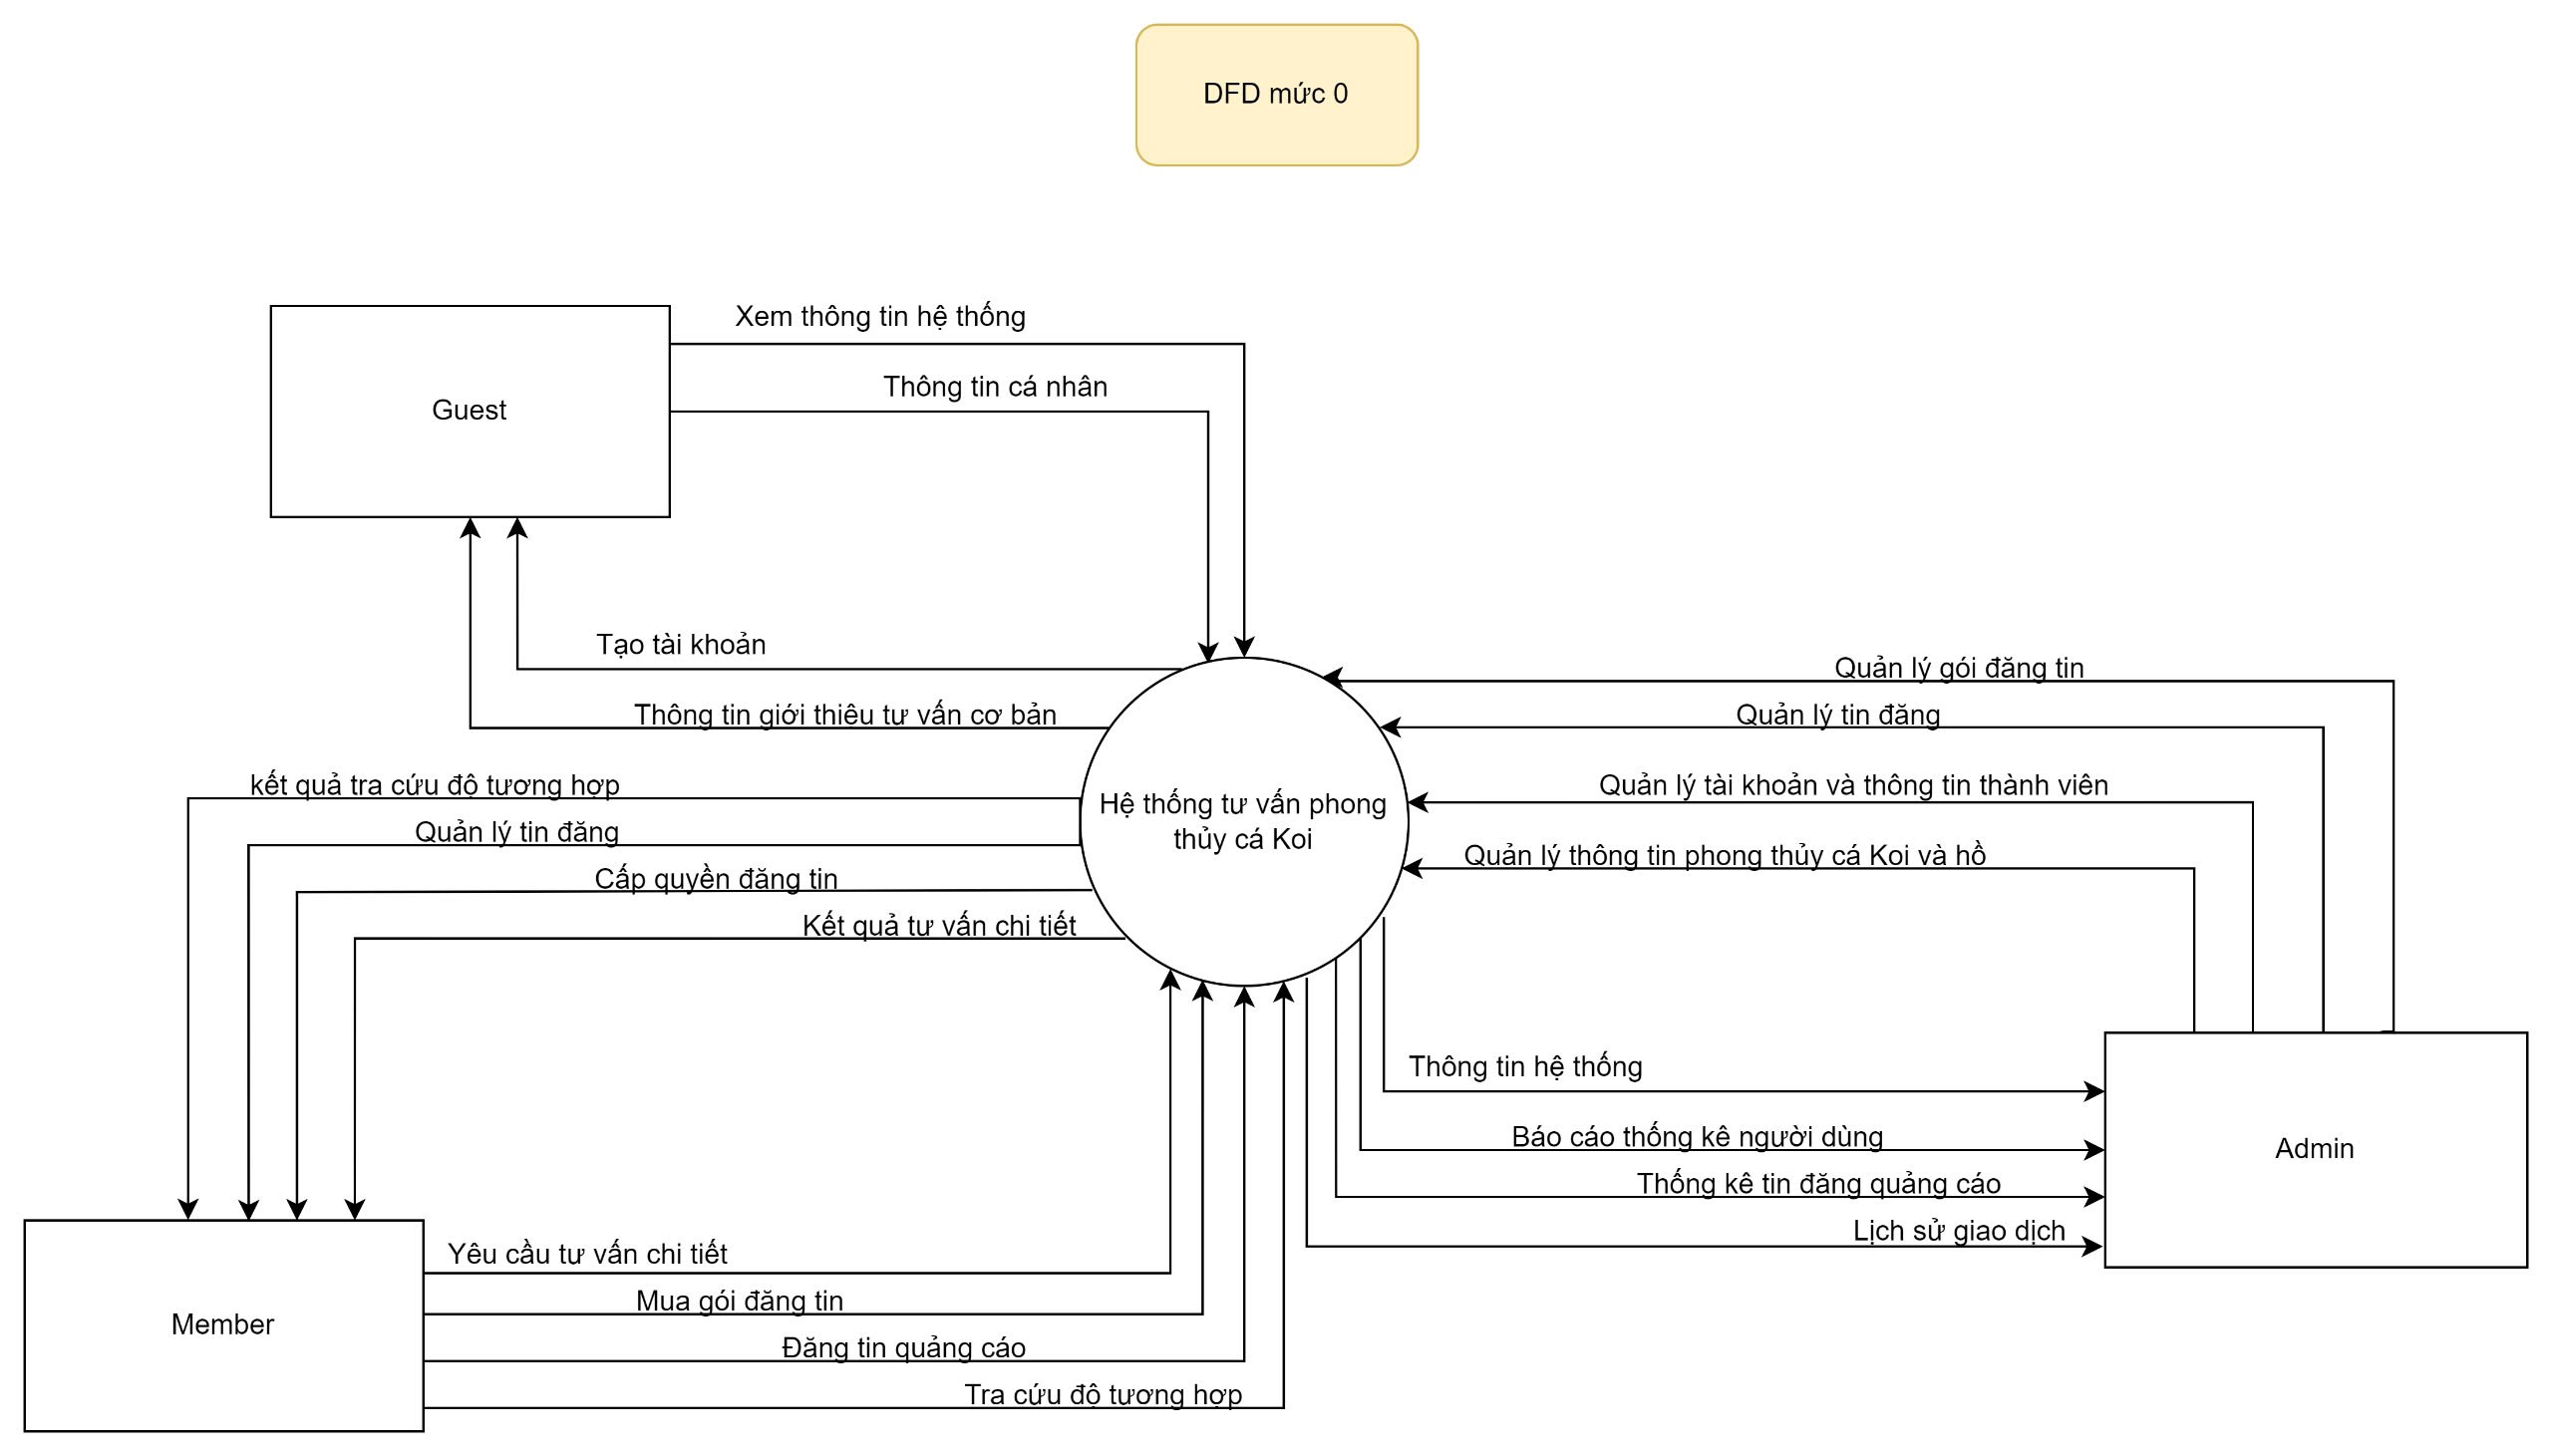 DFD mức 0
Xem thông tin hệ thống
Thông tin cá nhân
Guest
Tạo tài khoản
Thông tin giới thiêu tư vấn cơ bản
Quản lý gói đăng tin
Quản lý tin đăng
kết quả tra cứu độ tương hợp
Quản lý tài khoản và thông tin thành viên
Hệ thống tư vấn phong
thủy cá Koi
Quản lý tin đăng
Quản lý thông tin phong thủy cá Koi và hồ
Cấp quyền đăng tin
Kết quả tư vấn chi tiết
Thông tin hệ thống
Báo cáo thống kê người dùng
Admin
Thống kê tin đăng quảng cáo
Lịch sử giao dịch
Yêu cầu tư vấn chi tiết
Mua gói đăng tin
Member
Đăng tin quảng cáo
Tra cứu độ tương hợp